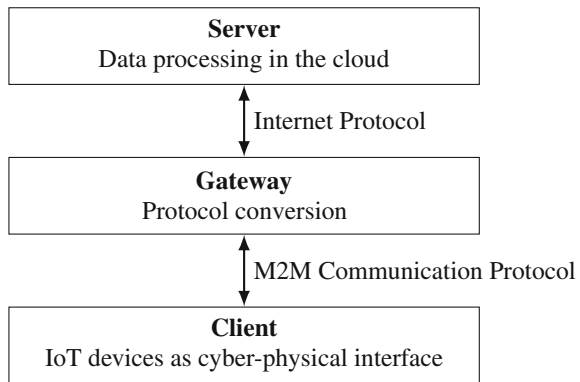 Server
Data processing in the cloud
Internet Protocol
Gateway
Protocol conversion
M2M Communication Protocol
Client
IoT devices as cyber-physical interface